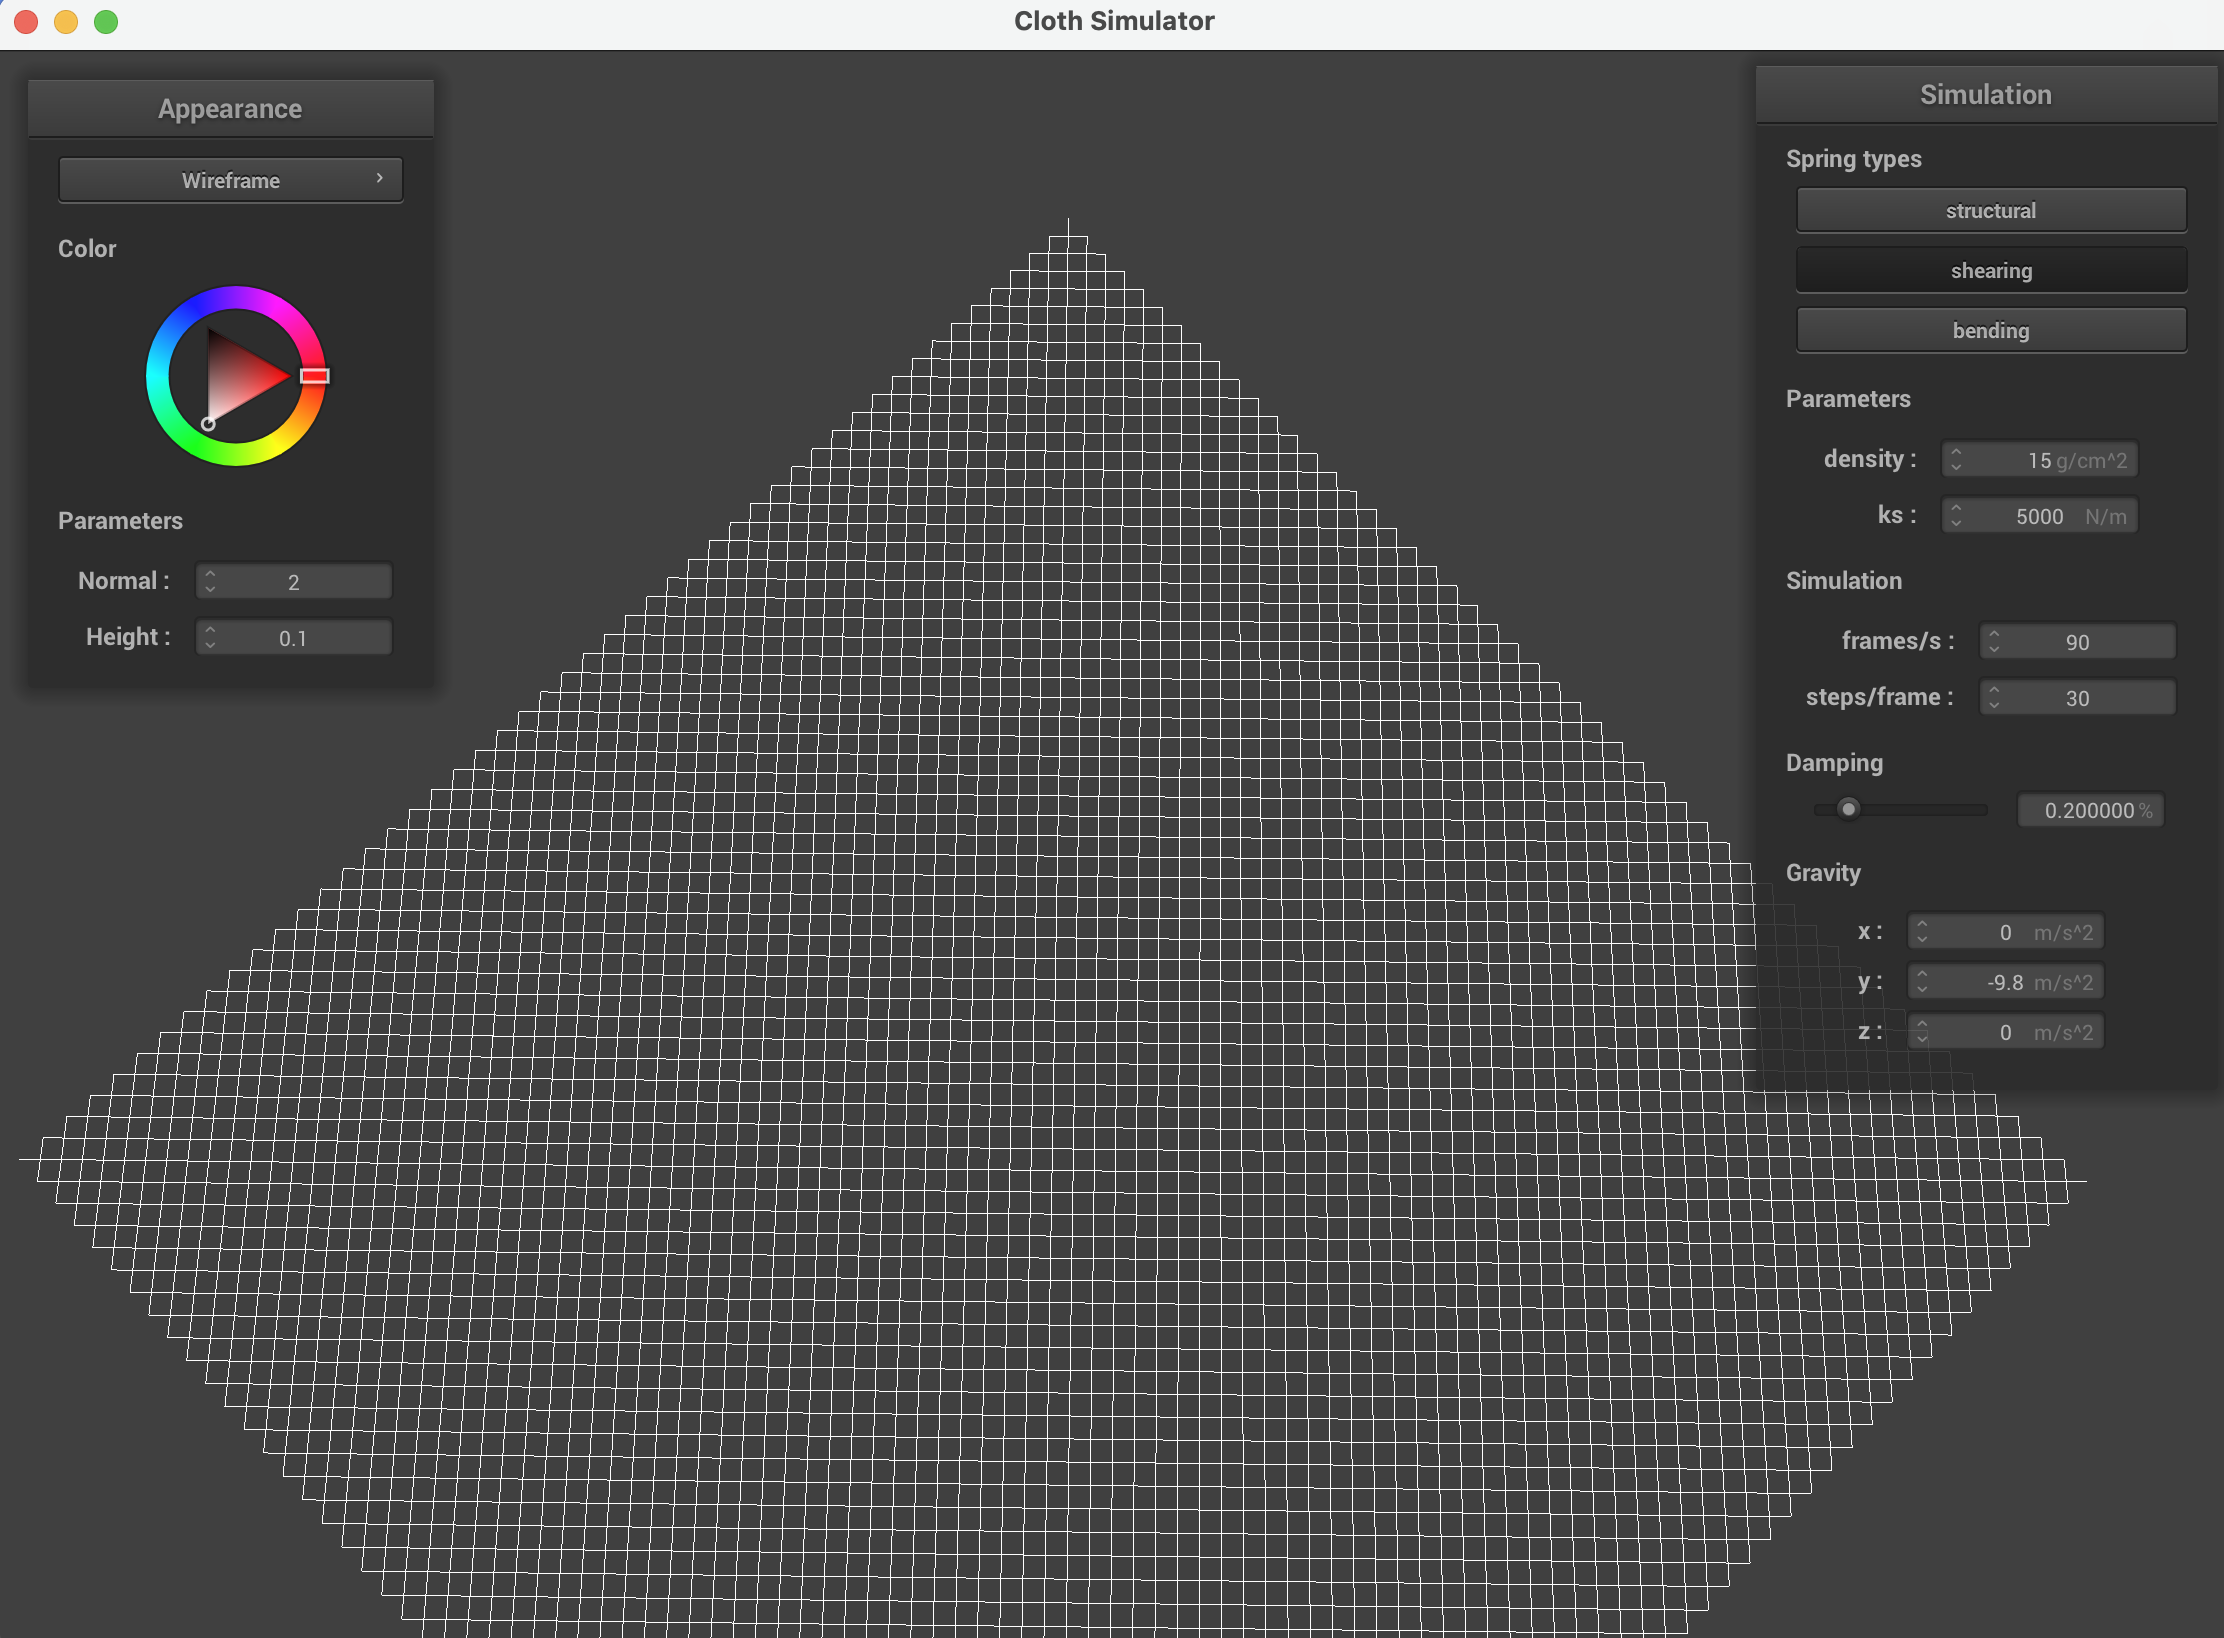 Cloth Simulator
Appearance
Wireframe
Color
Parameters
Normal : 2
Height : 0.1
Simulation
Spring types
structural
shearing
bending
Parameters
density : 15 g/cm^2
ks : 5000 N/m
Simulation
frames/s : 90
steps/frame : 30
Damping
0.200000 %
Gravity
x : 0 m/s^2
y : -9.8 m/s^2
z : 0 m/s^2